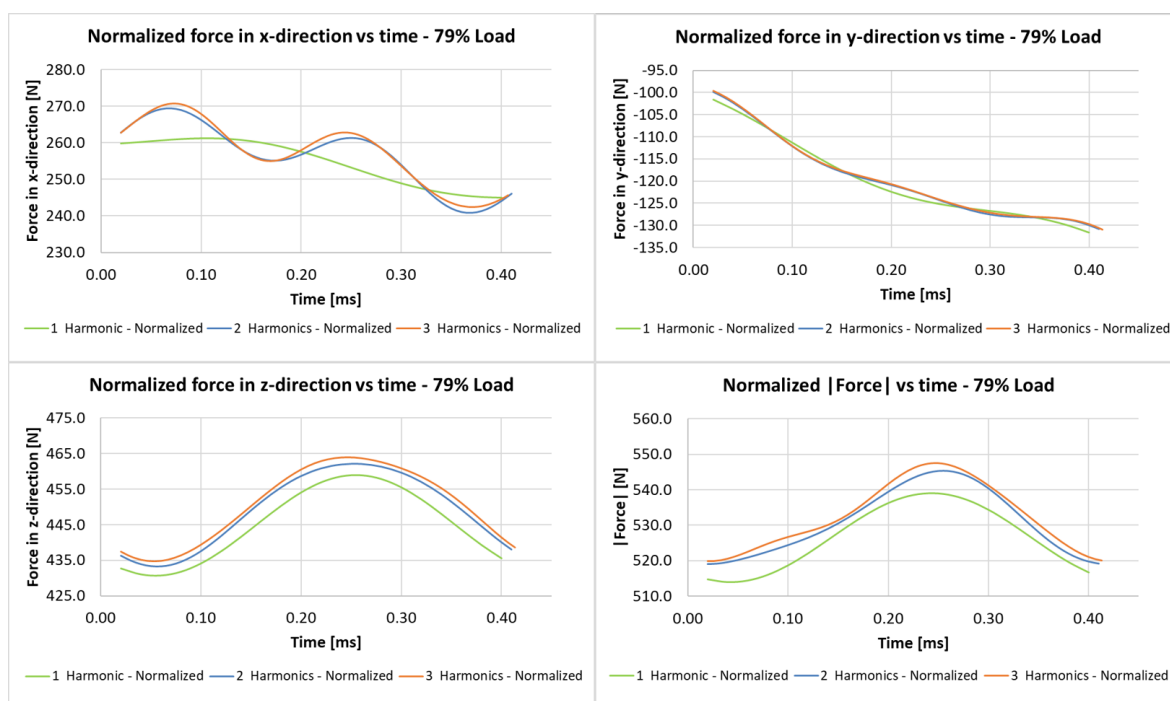 Normalized force in x-direction vs time - 79% Load
Force in x-direction [N]
280.0
270.0
260.0
250.0
240.0
230.0
0.00 0.10 0.20 0.30 0.40
Time [ms]
1 Harmonic - Normalized 2 Harmonics - Normalized 3 Harmonics - Normalized
Normalized force in y-direction vs time - 79% Load
Force in y-direction [N]
-95.0
-100.0
-105.0
-110.0
-115.0
-120.0
-125.0
-130.0
-135.0
0.00 0.10 0.20 0.30 0.40
Time [ms]
1 Harmonic - Normalized 2 Harmonics - Normalized 3 Harmonics - Normalized
Normalized force in z-direction vs time - 79% Load
Force in z-direction [N]
475.0
465.0
455.0
445.0
435.0
425.0
0.00 0.10 0.20 0.30 0.40
Time [ms]
1 Harmonic - Normalized 2 Harmonics - Normalized 3 Harmonics - Normalized
Normalized |Force| vs time - 79% Load
|Force| [N]
560.0
550.0
540.0
530.0
520.0
510.0
0.00 0.10 0.20 0.30 0.40
Time [ms]
1 Harmonic - Normalized 2 Harmonics - Normalized 3 Harmonics - Normalized